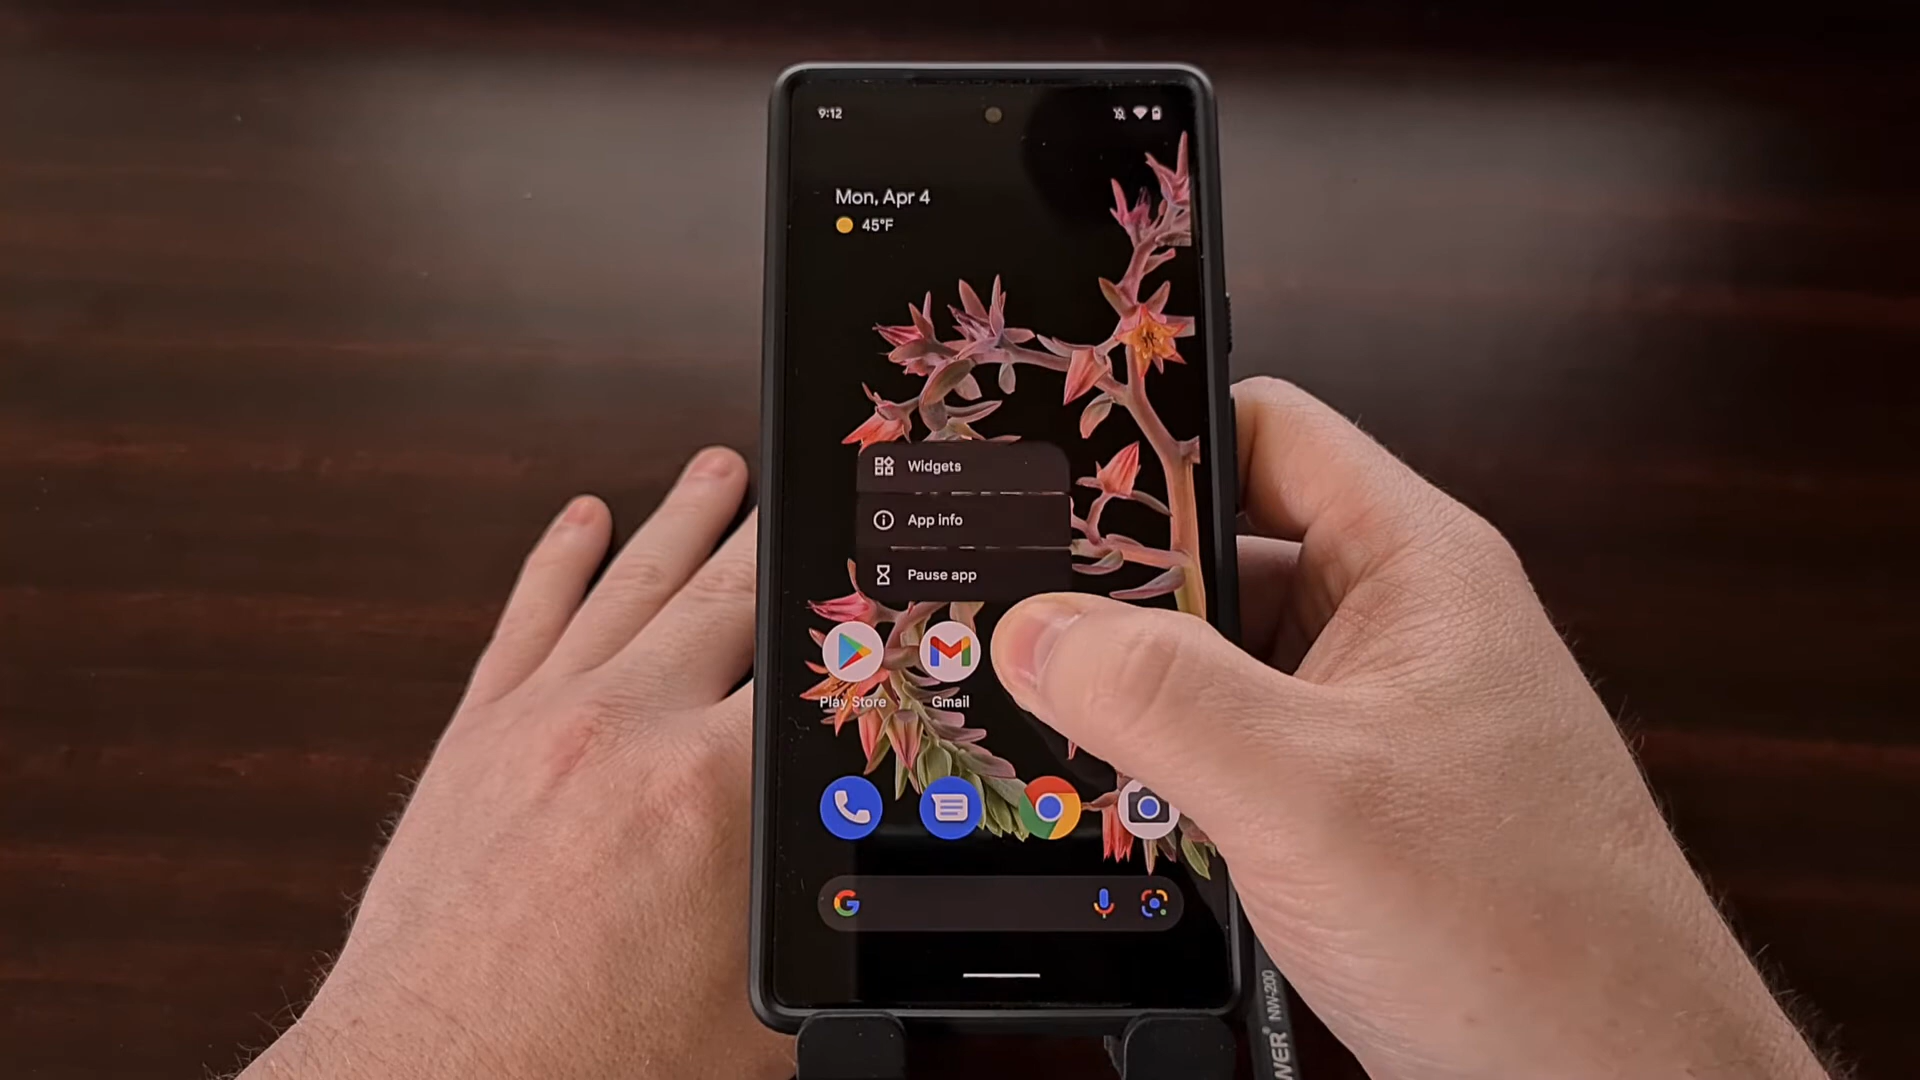 9:12
Mon, Apr 4
45°F
Widgets
App info
Pause app
Play Store
Gmail
G
NW-200
WER®